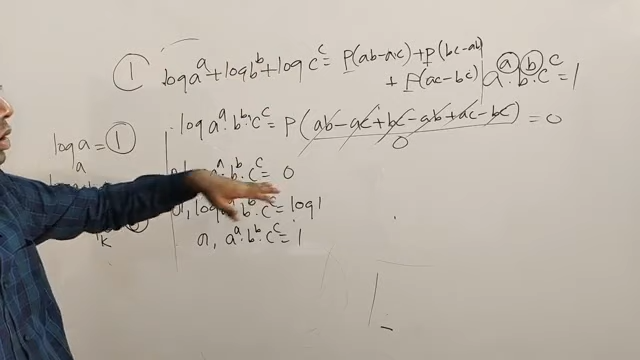 ① log a^a + log b^b + log c^c = P(ab-ac) + P(bc-ab)
+ P(ac-bc)
a^a . b^b . c^c = 1
log a^a . b^b . c^c = P(ab-ac+bc-ab+ac-bc) = 0
0
log a = ①
a^a . b^b . c^c = 0
log a^a . b^b . c^c = log 1
a^a . b^b . c^c = 1
k